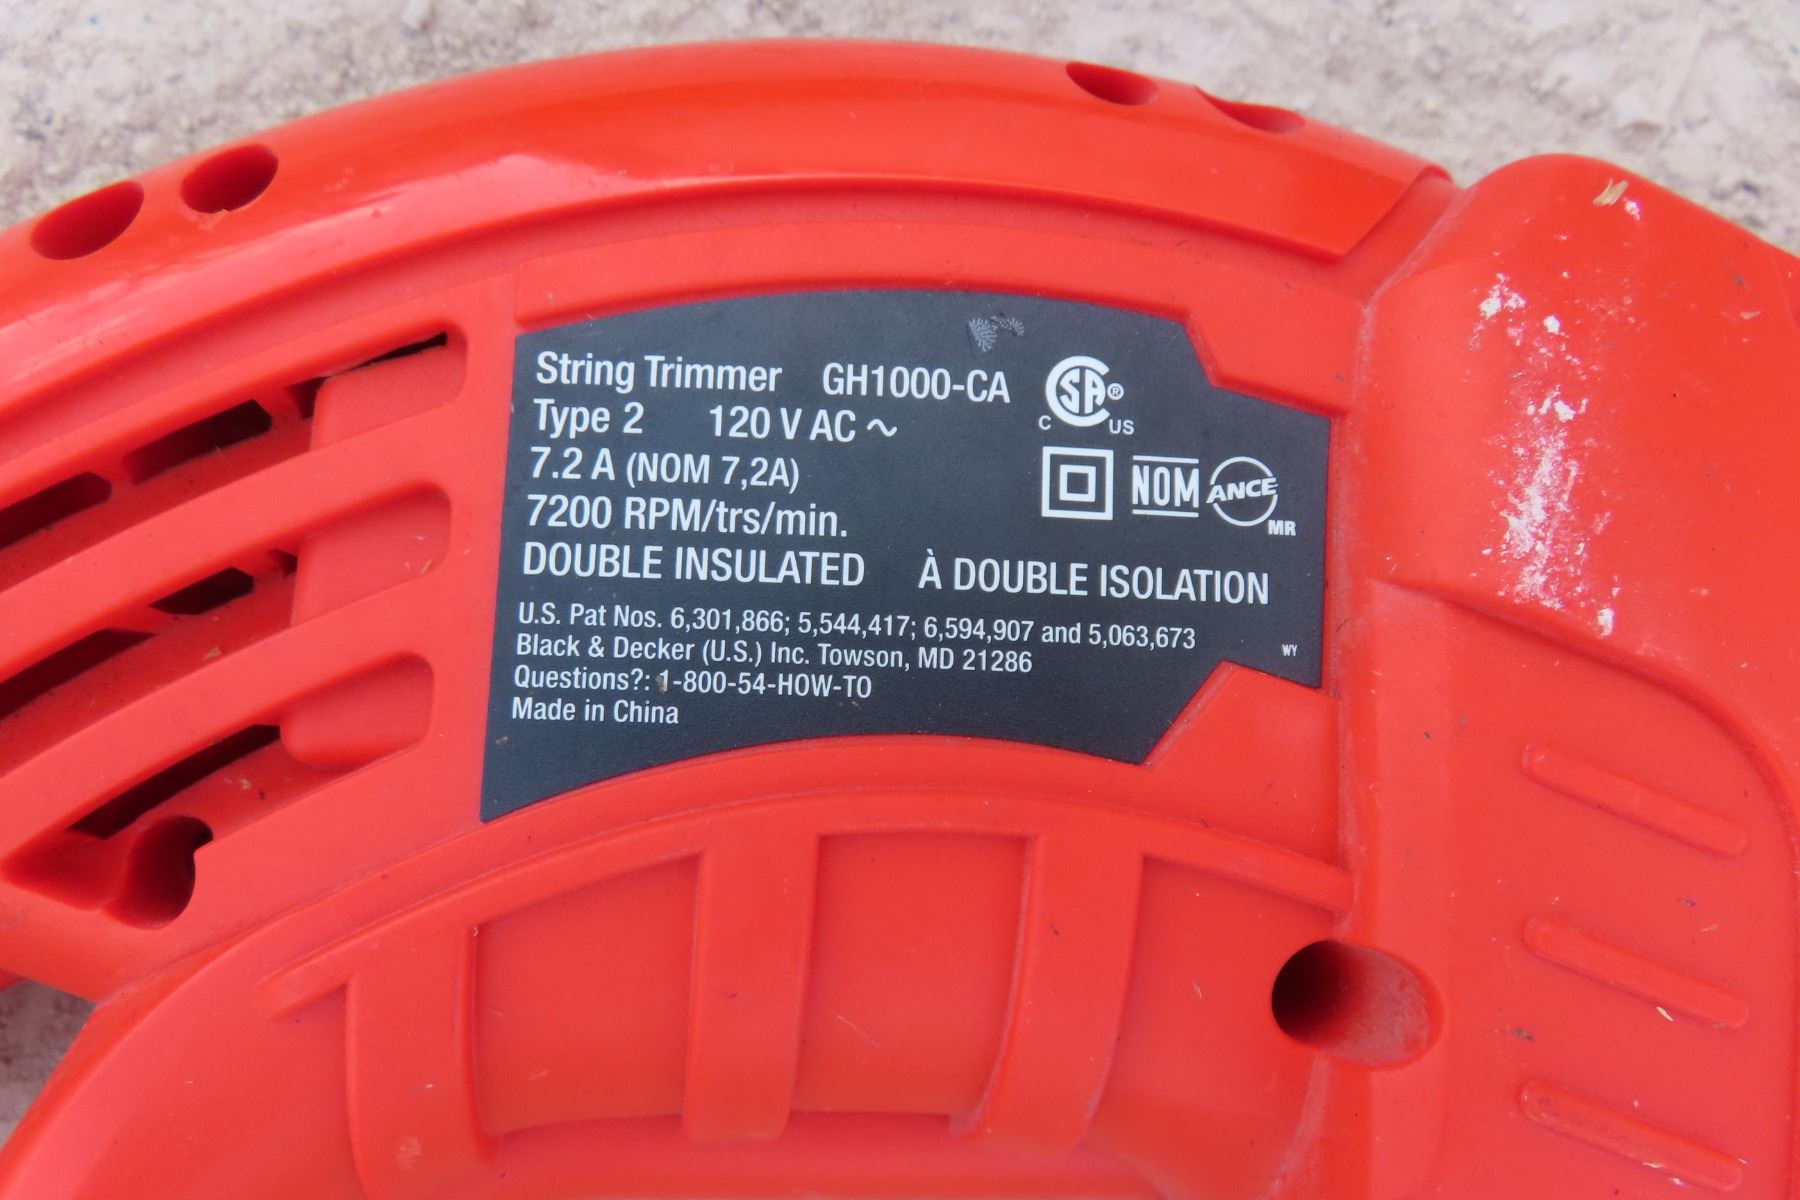 String Trimmer GH1000-CA
Type 2 120 V AC ~
7.2 A (NOM 7,2A)
7200 RPM/trs/min.
DOUBLE INSULATED À DOUBLE ISOLATION
U.S. Pat Nos. 6,301,866; 5,544,417; 6,594,907 and 5,063,673
Black & Decker (U.S.) Inc. Towson, MD 21286
Questions?: 1-800-54-HOW-TO
Made in China
C SA ® US
NOM ANCE MR
WY